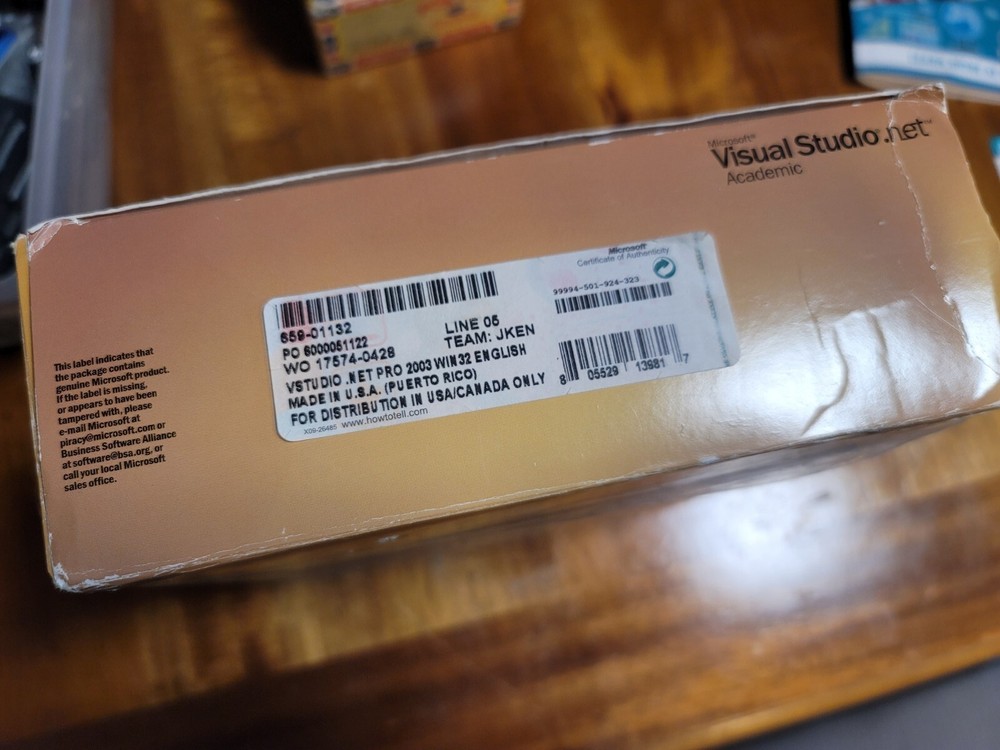 Microsoft®
Visual Studio®.net™
Academic
Microsoft
Certificate of Authenticity
99994-501-924-323
659-01132
PO 6000051122
WO 17574-0428
LINE 05
TEAM: JKEN
VSTUDIO .NET PRO 2003 WIN32 ENGLISH
MADE IN U.S.A. (PUERTO RICO)
FOR DISTRIBUTION IN USA/CANADA ONLY
X09-26485 www.howtotell.com
8 05529 13981 7
This label indicates that
the package contains
genuine Microsoft product.
If the label is missing,
or appears to have been
tampered with, please
e-mail Microsoft at
piracy@microsoft.com or
Business Software Alliance
at software@bsa.org, or
call your local Microsoft
sales office.